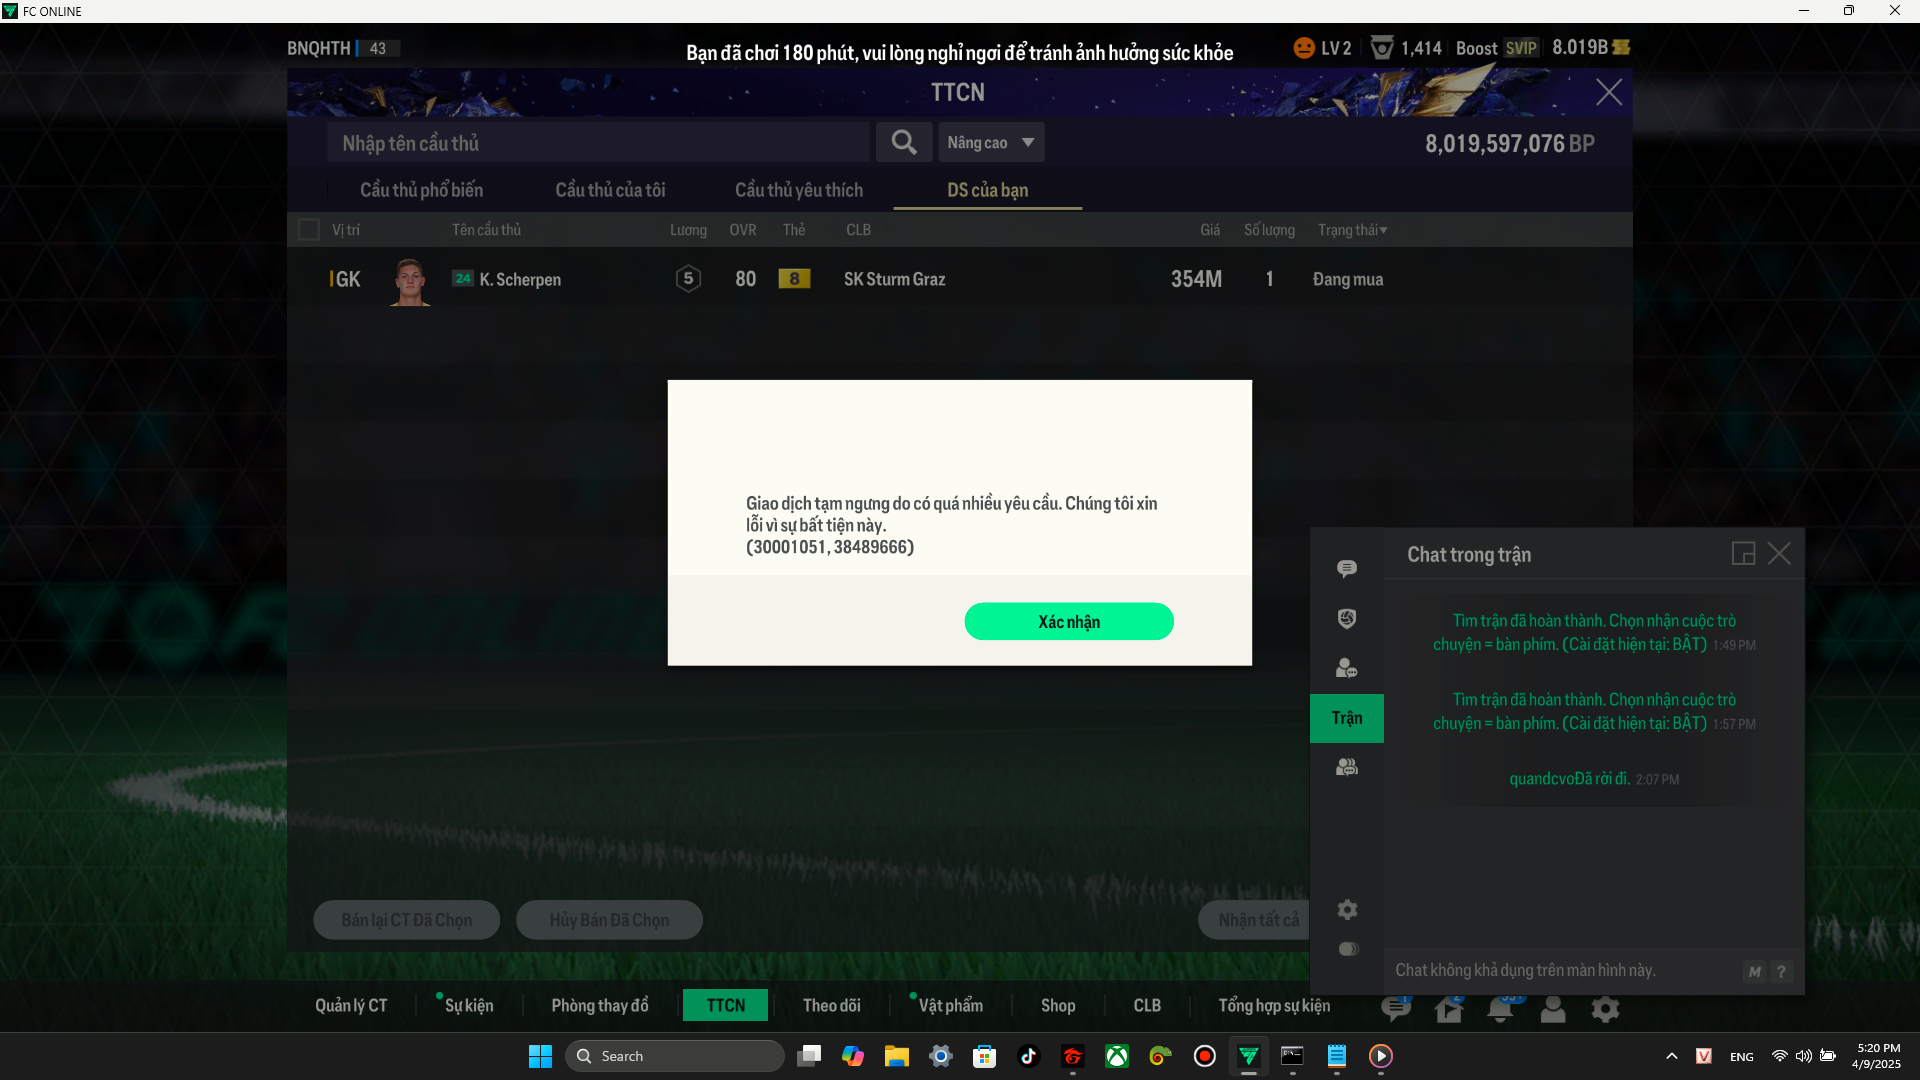 FC ONLINE
BNQHTH 43
Bạn đã chơi 180 phút, vui lòng nghỉ ngơi để tránh ảnh hưởng sức khỏe
LV 2 1,414 Boost SVIP 8.019B
TTCN
Nhập tên cầu thủ
Nâng cao
8,019,597,076 BP
Cầu thủ phổ biến Cầu thủ của tôi Cầu thủ yêu thích DS của bạn
Vị trí Tên cầu thủ Lương OVR Thẻ CLB Giá Số lượng Trạng thái▾
GK 24 K. Scherpen 5 80 8 SK Sturm Graz 354M 1 Đang mua
Giao dịch tạm ngưng do có quá nhiều yêu cầu. Chúng tôi xin
lỗi vì sự bất tiện này.
(30001051, 38489666)
Xác nhận
Chat trong trận
Tìm trận đã hoàn thành. Chọn nhận cuộc trò
chuyện = bàn phím. (Cài đặt hiện tại: BẬT) 1:49 PM
Trận
Tìm trận đã hoàn thành. Chọn nhận cuộc trò
chuyện = bàn phím. (Cài đặt hiện tại: BẬT) 1:57 PM
quandcvoĐã rời đi. 2:07 PM
Chat không khả dụng trên màn hình này.
M ?
Bán lại CT Đã Chọn Hủy Bán Đã Chọn Nhận tất cả
Quản lý CT Sự kiện Phòng thay đồ TTCN Theo dõi Vật phẩm Shop CLB Tổng hợp sự kiện
Search
V
ENG
5:20 PM
4/9/2025